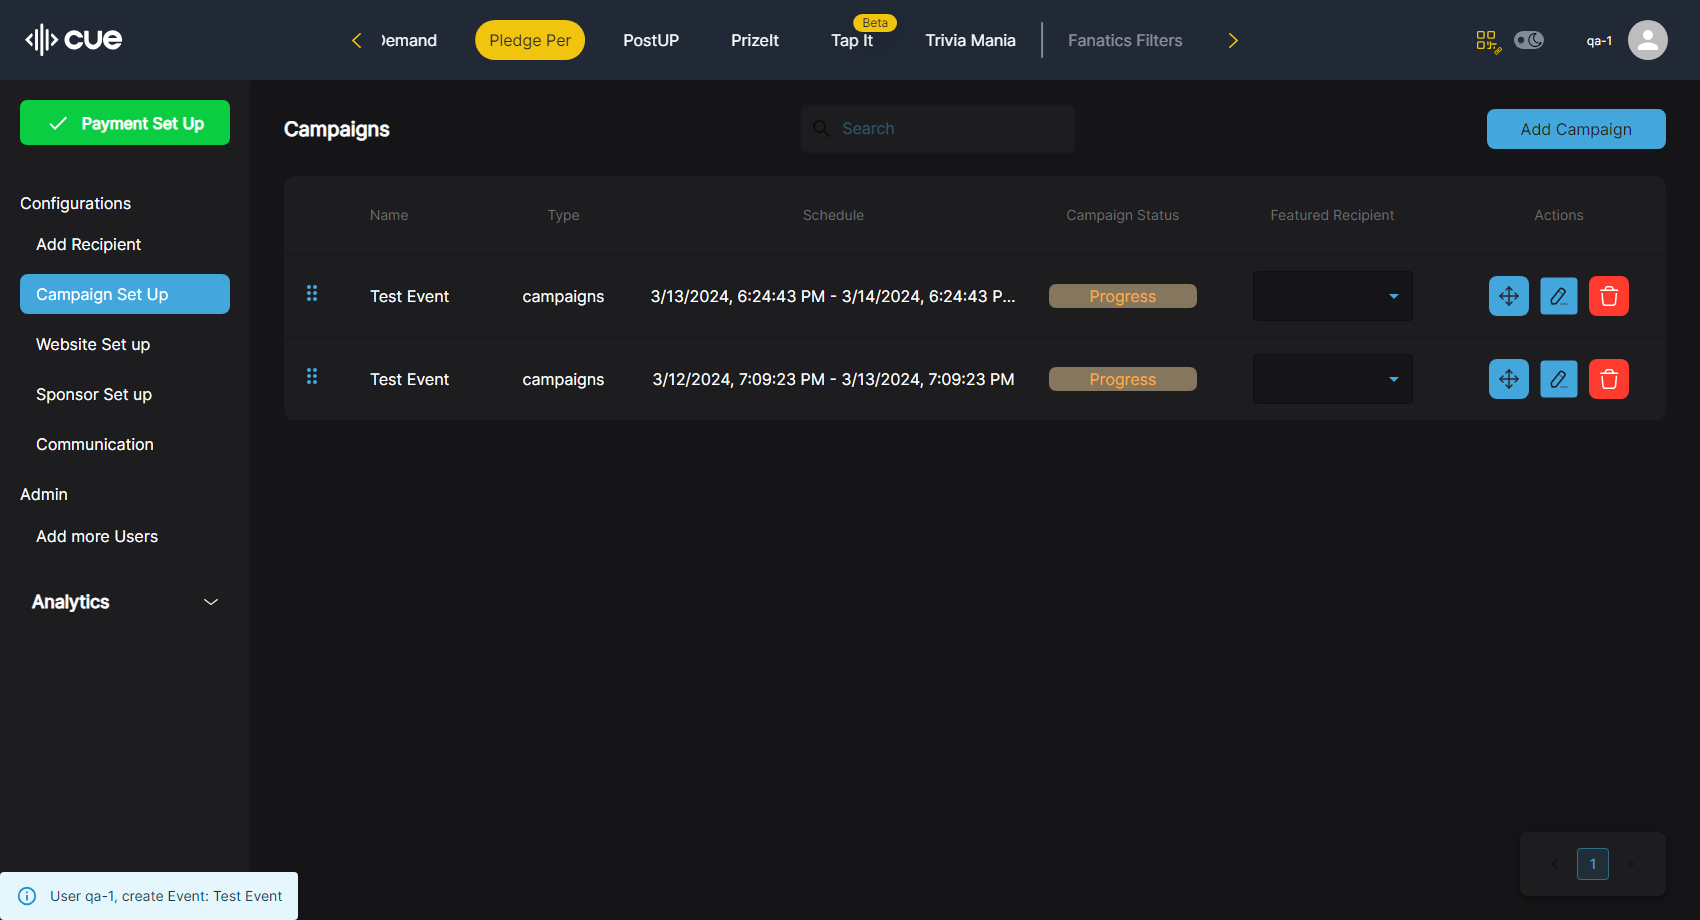 cue
Demand
Pledge Per
PostUP
PrizeIt
Beta
Tap It
Trivia Mania
Fanatics Filters
qa-1
Payment Set Up
Configurations
Add Recipient
Campaign Set Up
Website Set up
Sponsor Set up
Communication
Admin
Add more Users
Analytics
Campaigns
Search
Add Campaign
Name Type Schedule Campaign Status Featured Recipient Actions
Test Event campaigns 3/13/2024, 6:24:43 PM - 3/14/2024, 6:24:43 P... Progress
Test Event campaigns 3/12/2024, 7:09:23 PM - 3/13/2024, 7:09:23 PM Progress
1
User qa-1, create Event: Test Event